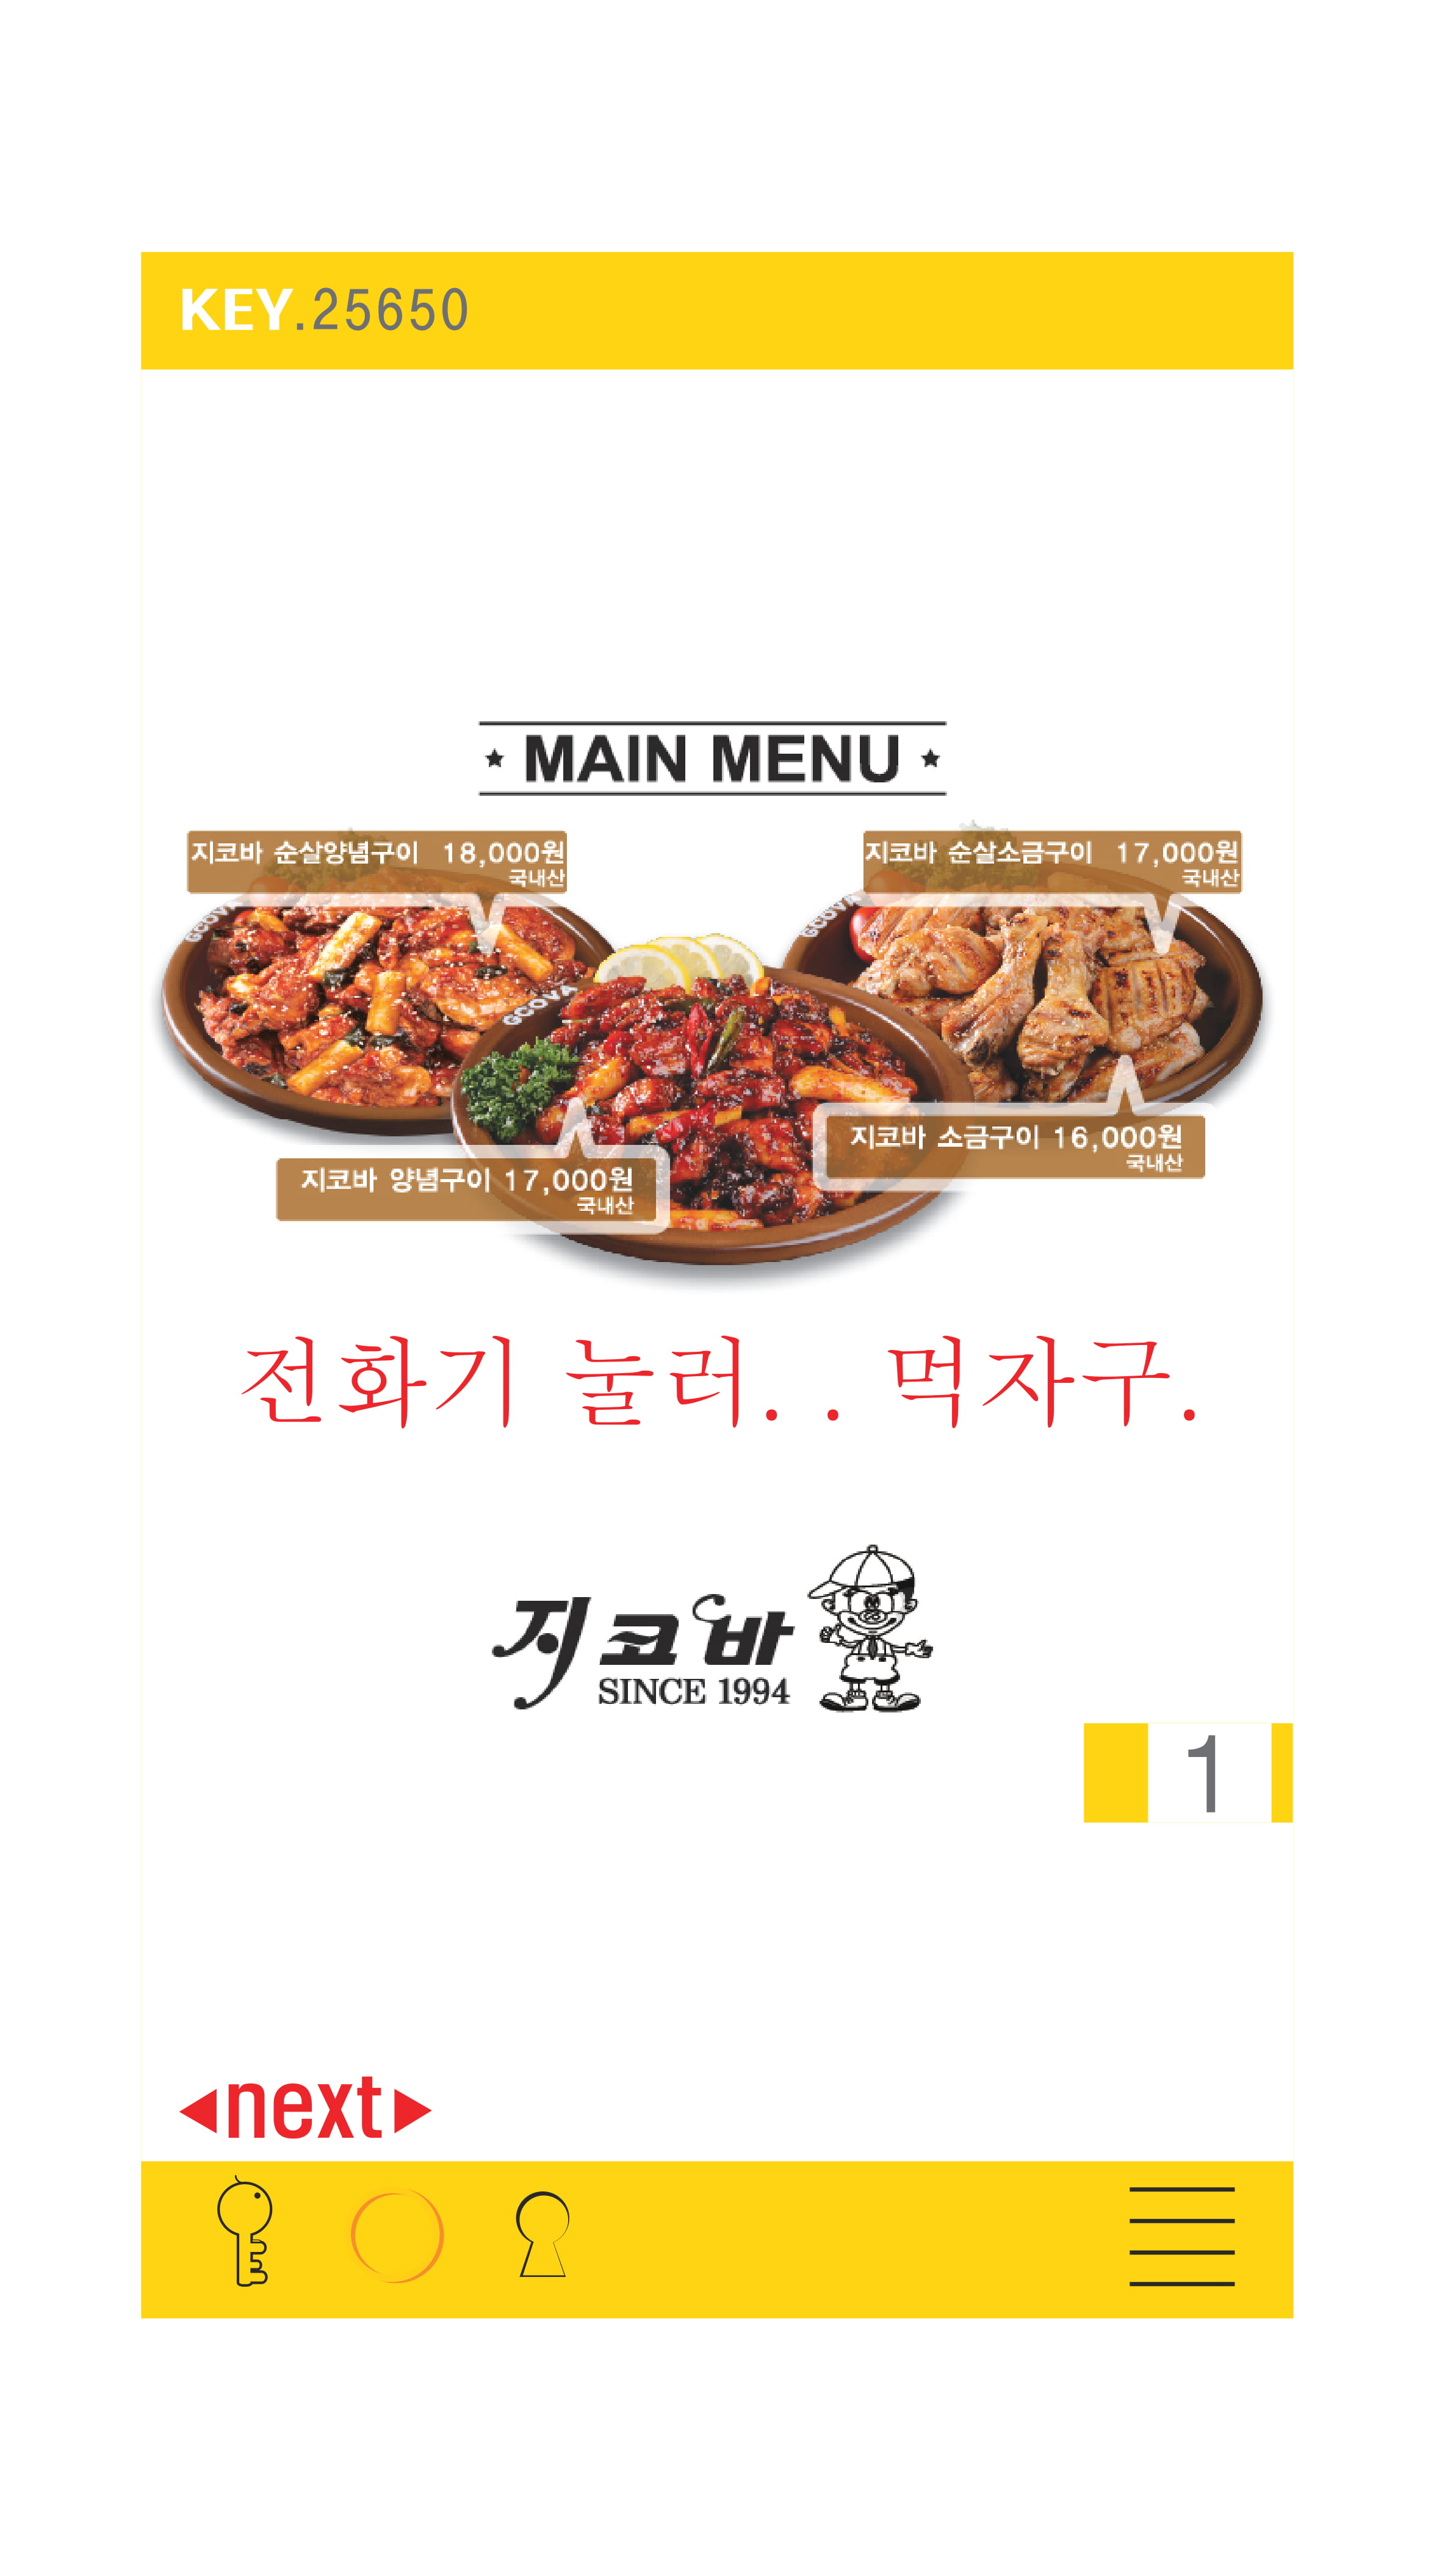 KEY.25650
MAIN MENU
지코바 순살양념구이 18,000원
국내산
지코바 순살소금구이 17,000원
국내산
GCOVA
GCOVA
GCOVA
지코바 소금구이 16,000원
국내산
지코바 양념구이 17,000원
국내산
전화기 눌러. . 먹자구.
지코바
SINCE 1994
1
next